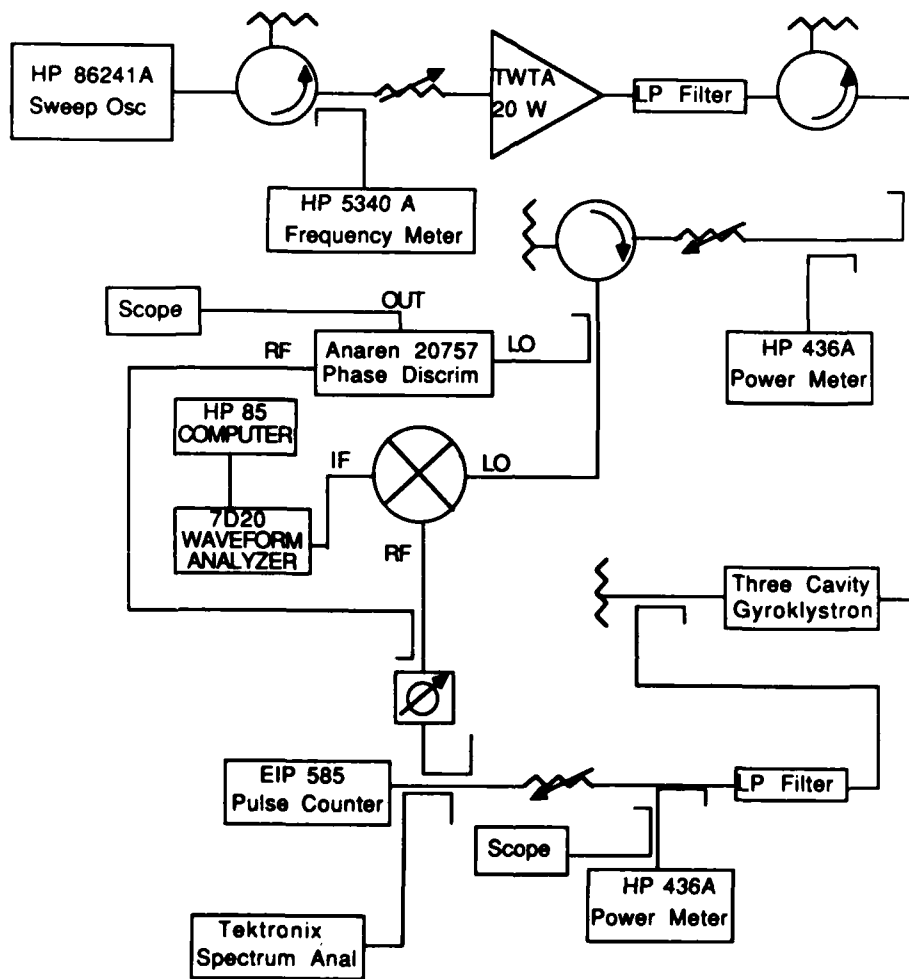 HP 86241A
Sweep Osc
TWTA
20 W
LP Filter
HP 5340 A
Frequency Meter
Scope
OUT
RF
Anaren 20757
Phase Discrim
LO
HP 436A
Power Meter
HP 85
COMPUTER
IF
LO
7D20
WAVEFORM
ANALYZER
RF
Three Cavity
Gyroklystron
EIP 585
Pulse Counter
LP Filter
Scope
HP 436A
Power Meter
Tektronix
Spectrum Anal